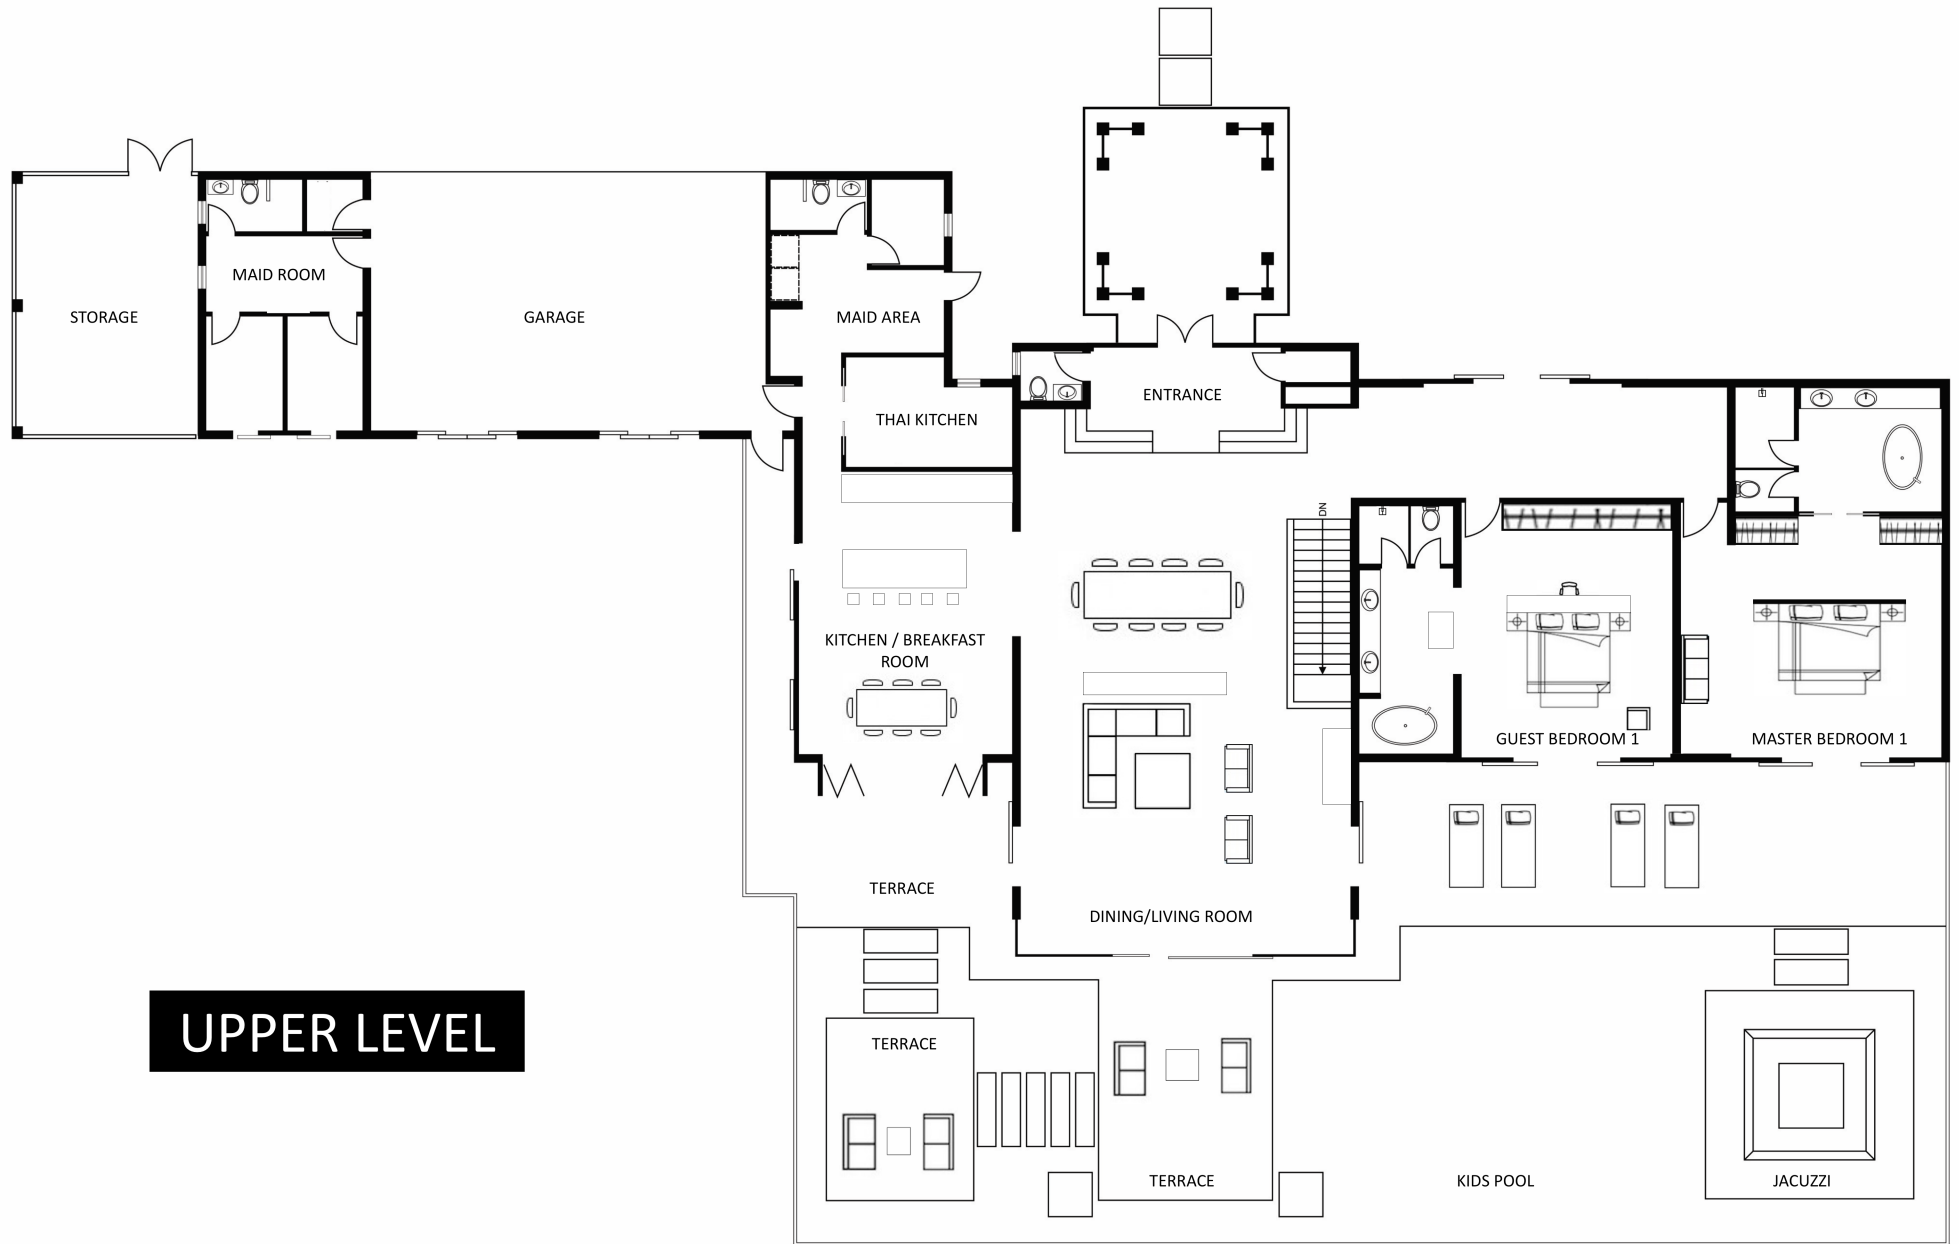 STORAGE
MAID ROOM
GARAGE
MAID AREA
THAI KITCHEN
ENTRANCE
DN
KITCHEN / BREAKFAST
ROOM
GUEST BEDROOM 1
MASTER BEDROOM 1
TERRACE
DINING/LIVING ROOM
UPPER LEVEL
TERRACE
TERRACE
KIDS POOL
JACUZZI